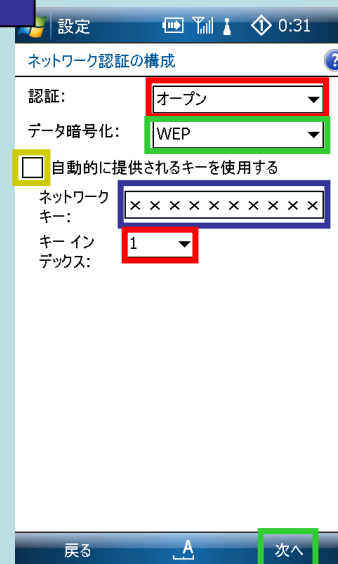 設定 0:31
ネットワーク認証の構成 ?
認証: オープン
データ暗号化: WEP
自動的に提供されるキーを使用する
ネットワーク
キー: ××××××××××
キー イン
デックス: 1
戻る A 次へ